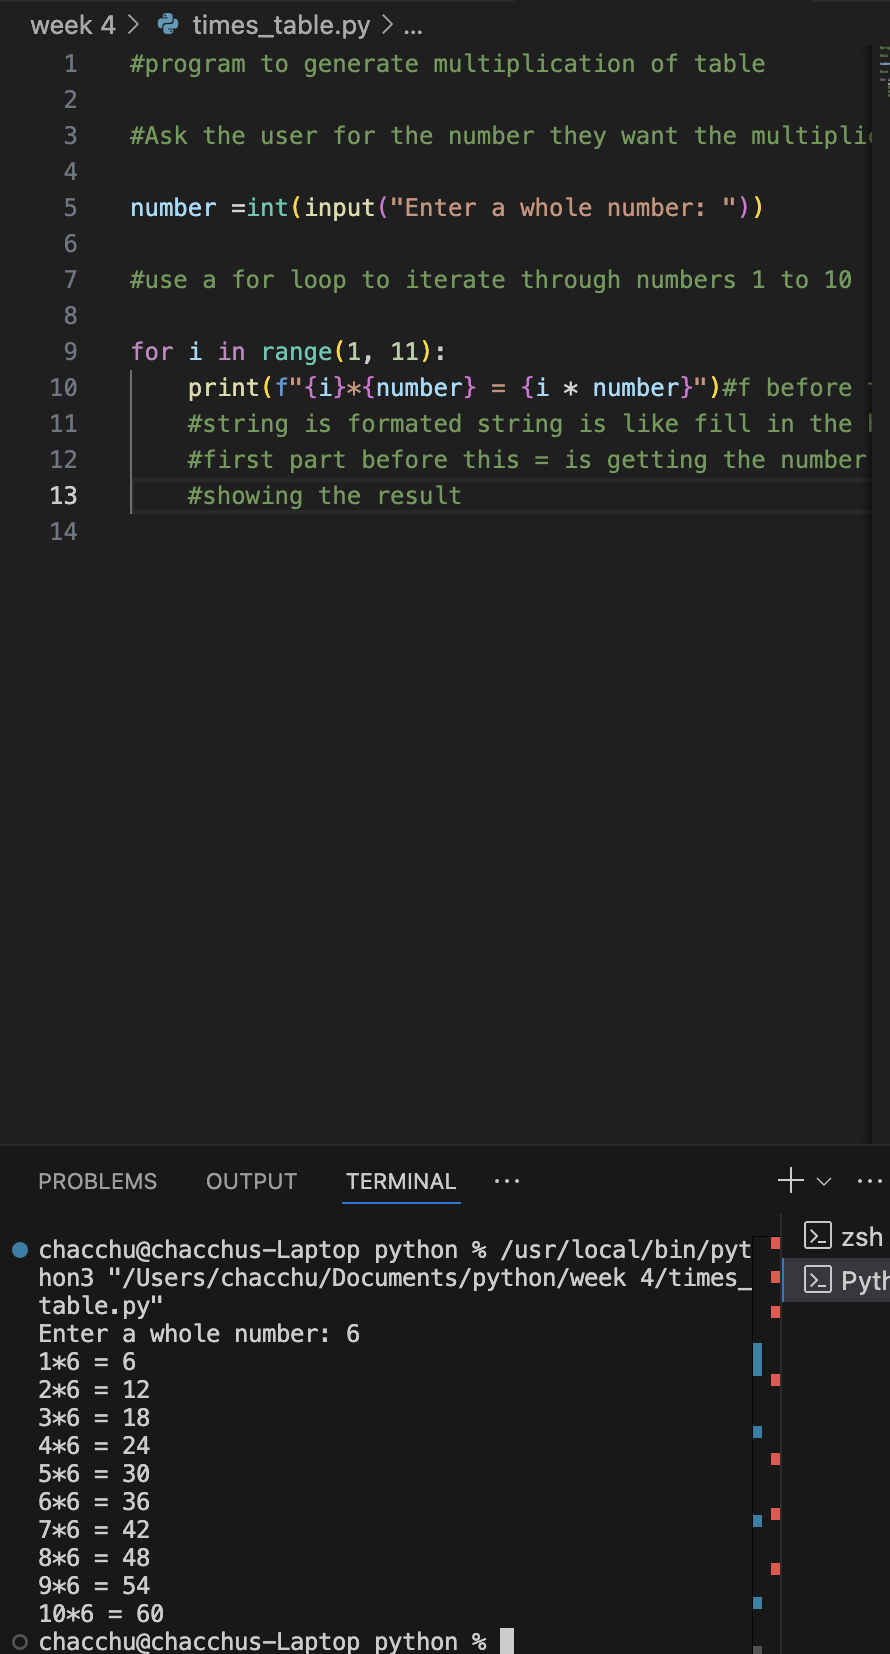 week 4 > times_table.py > ...
1 #program to generate multiplication of table
2
3 #Ask the user for the number they want the
4
5 number =int(input("Enter a whole number: "))
6
7 #use a for loop to iterate through numbers 1 to 10
8
9 for i in range(1, 11):
10 print(f"{i}*{number} = {i * number}")#f before
11 #string is formated string is like fill in the
12 #first part before this = is getting the number
13 #showing the result
14
PROBLEMS OUTPUT TERMINAL ...
chacchu@chacchus-Laptop python % /usr/local/bin/pyt
hon3 "/Users/chacchu/Documents/python/week 4/times_
table.py"
Enter a whole number: 6
1*6 = 6
2*6 = 12
3*6 = 18
4*6 = 24
5*6 = 30
6*6 = 36
7*6 = 42
8*6 = 48
9*6 = 54
10*6 = 60
chacchu@chacchus-Laptop python %
zsh
Pyth